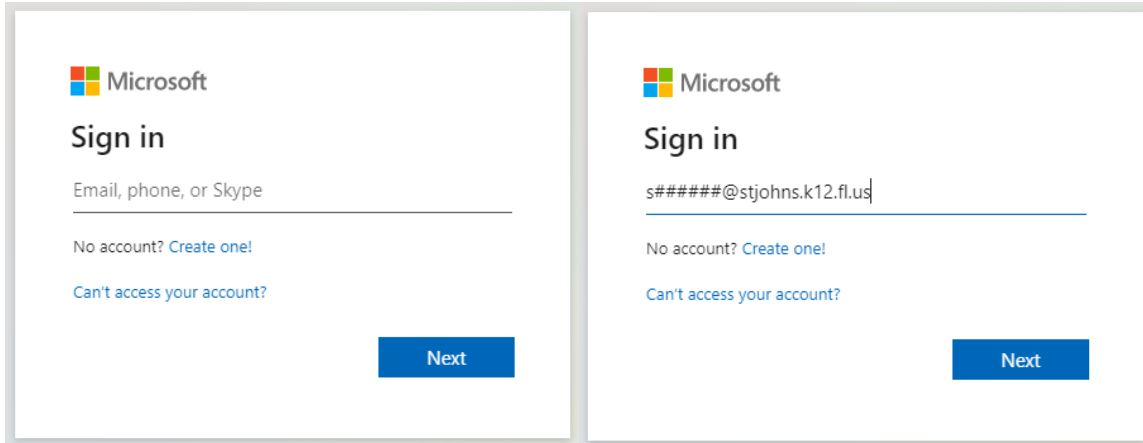 Microsoft
Sign in
Email, phone, or Skype
No account? Create one!
Can't access your account?
Next
Microsoft
Sign in
s######@stjohns.k12.fl.us
No account? Create one!
Can't access your account?
Next